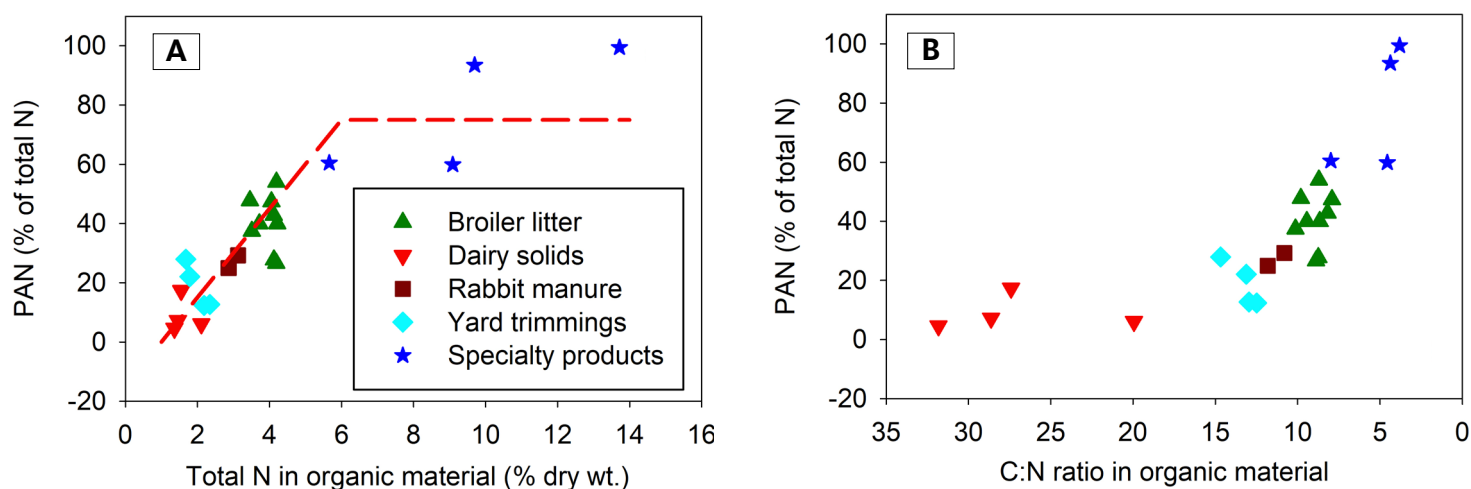 A
PAN (% of total N)
100
80
60
40
20
0
-20
0 2 4 6 8 10 12 14 16
Total N in organic material (% dry wt.)
Broiler litter
Dairy solids
Rabbit manure
Yard trimmings
Specialty products
B
PAN (% of total N)
100
80
60
40
20
0
-20
35 30 25 20 15 10 5 0
C:N ratio in organic material